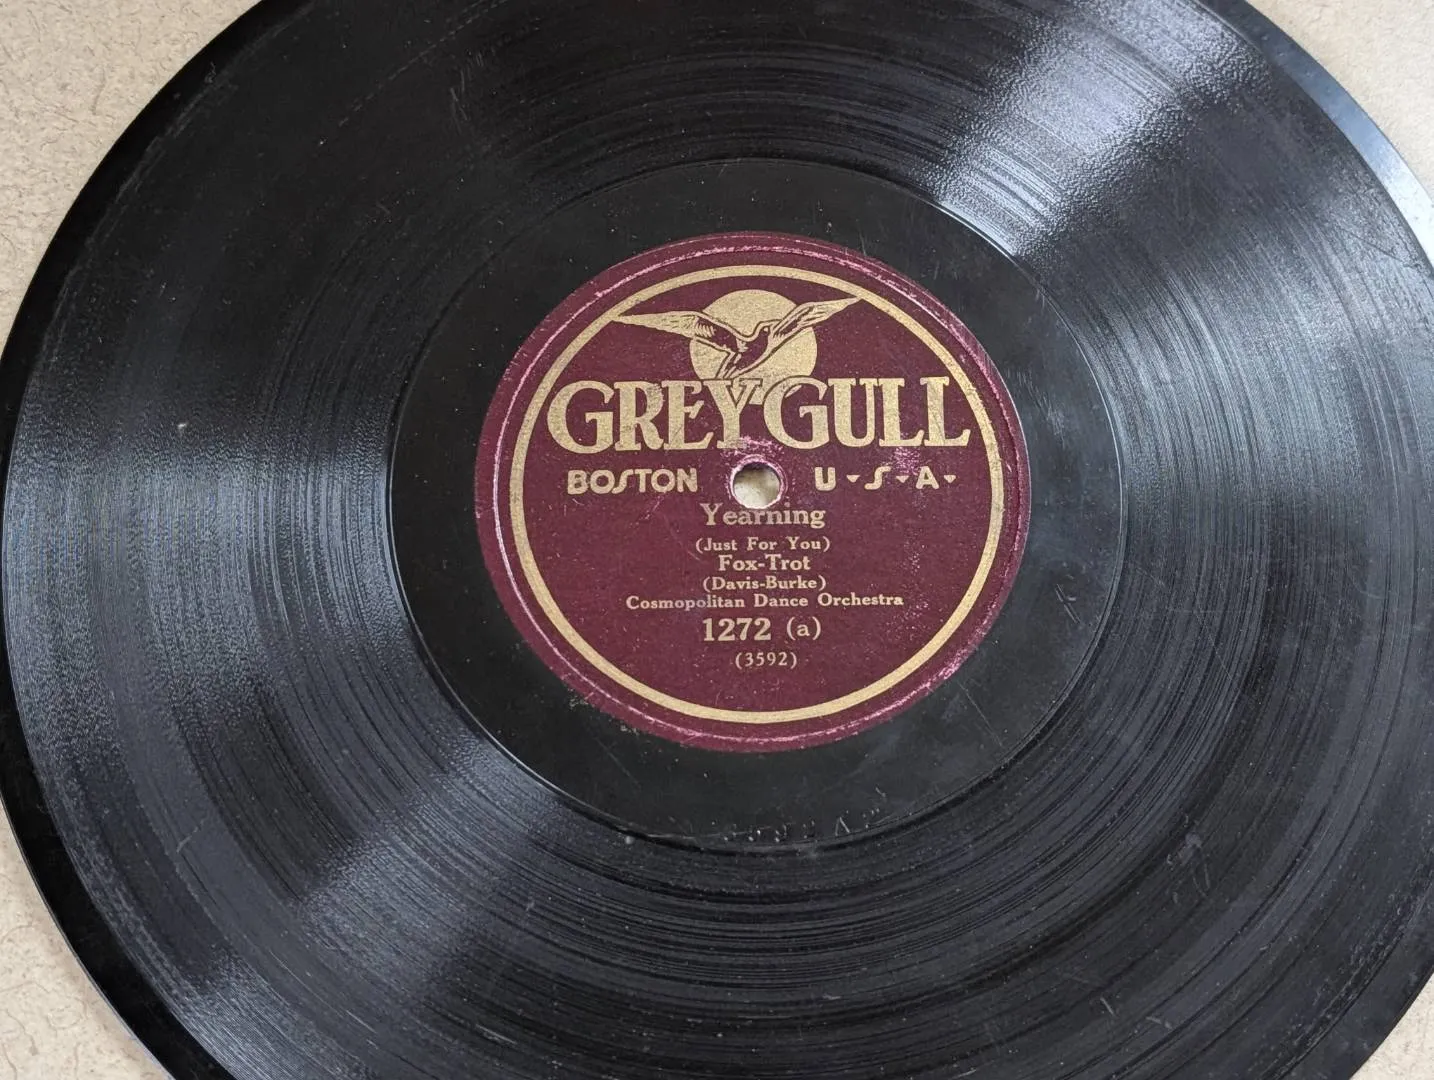 GREY GULL
BOSTON U·S·A·
Yearning
(Just For You)
Fox-Trot
(Davis-Burke)
Cosmopolitan Dance Orchestra
1272 (a)
(3592)